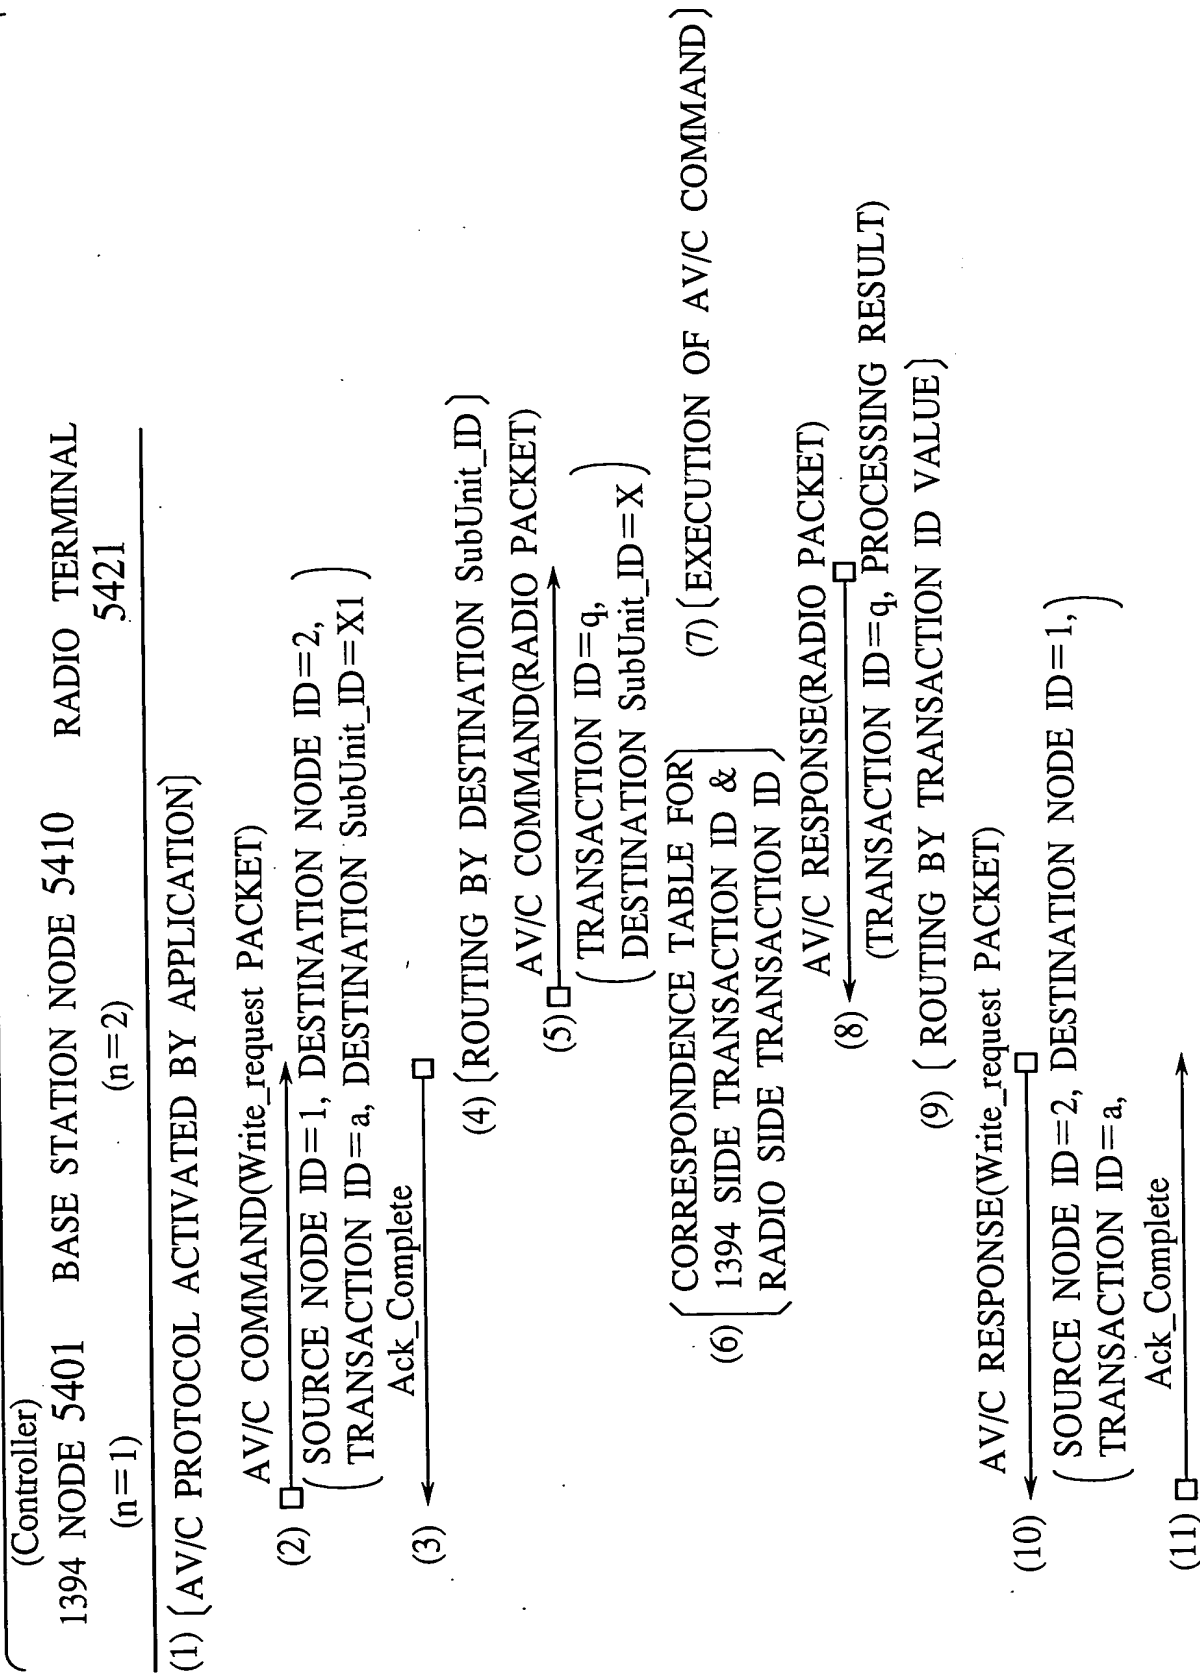 (Controller)
1394 NODE 5401 BASE STATION NODE 5410 RADIO TERMINAL
(n=1) (n=2) 5421
(1) [AV/C PROTOCOL ACTIVATED BY APPLICATION]
AV/C COMMAND(Write_request PACKET)
(2)
(SOURCE NODE ID=1, DESTINATION NODE ID=2,
TRANSACTION ID=a, DESTINATION SubUnit_ID=X1)
Ack_Complete
(3)
(4) [ROUTING BY DESTINATION SubUnit_ID]
AV/C COMMAND(RADIO PACKET)
(5)
(TRANSACTION ID=q,
DESTINATION SubUnit_ID=X)
(6) [CORRESPONDENCE TABLE FOR
1394 SIDE TRANSACTION ID &
RADIO SIDE TRANSACTION ID]
(7) [EXECUTION OF AV/C COMMAND]
AV/C RESPONSE(RADIO PACKET)
(8)
(TRANSACTION ID=q, PROCESSING RESULT)
(9) [ROUTING BY TRANSACTION ID VALUE]
AV/C RESPONSE(Write_request PACKET)
(10)
(SOURCE NODE ID=2, DESTINATION NODE ID=1,
TRANSACTION ID=a,)
Ack_Complete
(11)